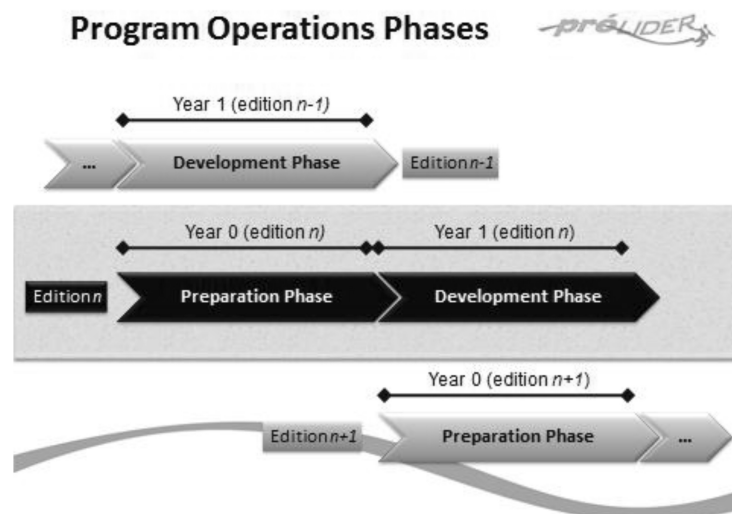 Program Operations Phases
próLIDER
Year 1 (edition n-1)
... Development Phase Edition n-1
Year 0 (edition n) Year 1 (edition n)
Edition n Preparation Phase Development Phase
Year 0 (edition n+1)
Edition n+1 Preparation Phase ...